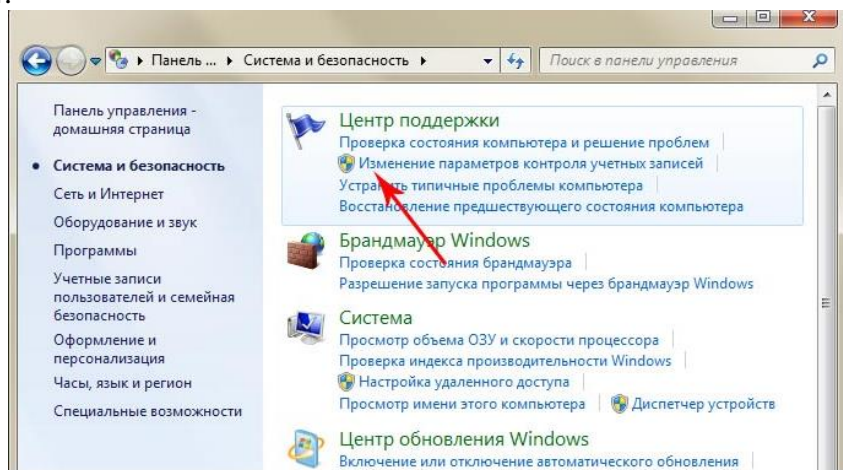 Панель ... Система и безопасность Поиск в панели управления
Панель управления -
домашняя страница
Система и безопасность
Сеть и Интернет
Оборудование и звук
Программы
Учетные записи
пользователей и семейная
безопасность
Оформление и
персонализация
Часы, язык и регион
Специальные возможности
Центр поддержки
Проверка состояния компьютера и решение проблем
Изменение параметров контроля учетных записей
Устранить типичные проблемы компьютера
Восстановление предшествующего состояния компьютера
Брандмауэр Windows
Проверка состояния брандмауэра
Разрешение запуска программы через брандмауэр Windows
Система
Просмотр объема ОЗУ и скорости процессора
Проверка индекса производительности Windows
Настройка удаленного доступа
Просмотр имени этого компьютера Диспетчер устройств
Центр обновления Windows
Включение или отключение автоматического обновления